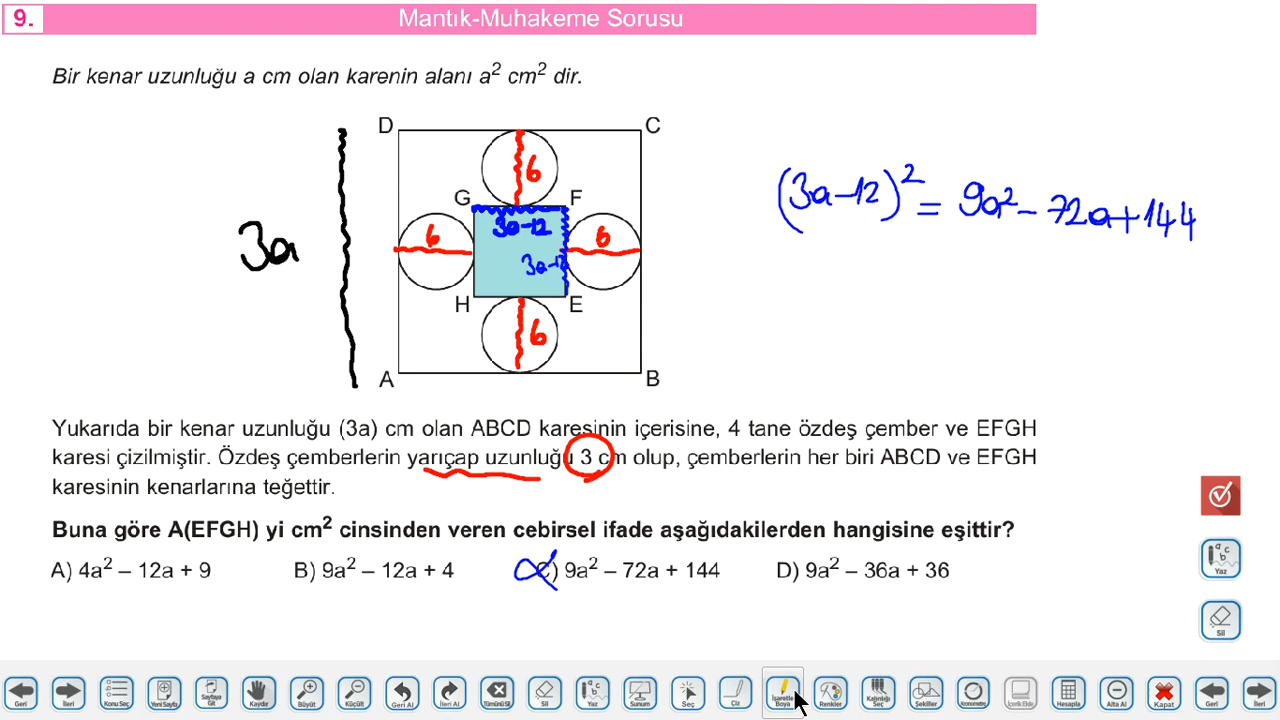 9.
Mantık-Muhakeme Sorusu
Bir kenar uzunluğu a cm olan karenin alanı a² cm² dir.
D
C
6
G
F
3a-12
6
6
3a-12
3a
(3a-12)² = 9a² - 72a + 144
H
E
6
A
B
Yukarıda bir kenar uzunluğu (3a) cm olan ABCD karesinin içerisine, 4 tane özdeş çember ve EFGH
karesi çizilmiştir. Özdeş çemberlerin yarıçap uzunluğu 3 cm olup, çemberlerin her biri ABCD ve EFGH
karesinin kenarlarına teğettir.
Buna göre A(EFGH) yi cm² cinsinden veren cebirsel ifade aşağıdakilerden hangisine eşittir?
A) 4a² – 12a + 9 B) 9a² – 12a + 4 C) 9a² – 72a + 144 D) 9a² – 36a + 36
a b c
Yaz
Sil
Geri İleri Konu Seç Yeni Sayfa Sayfaya Git Kaydır Büyüt Küçült Geri Al İleri Al Tümünü Sil Sil Yaz Sunum Seç Çiz İşaretle Boya Renkler Kalınlığı Seç Şekiller Kronometre İçerik Ekle Hesapla Alta Al Kapat Geri İleri